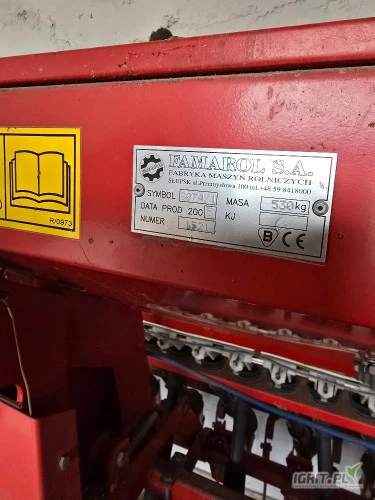 FAMAROL S.A.
FABRYKA MASZYN ROLNICZYCH
SŁUPSK ul.Przemysłowa 100 tel.+48 59 8418000
SYMBOL MASA 530kg
DATA PROD 200 KJ
NUMER B CE
R/0973
IGRIT.PL